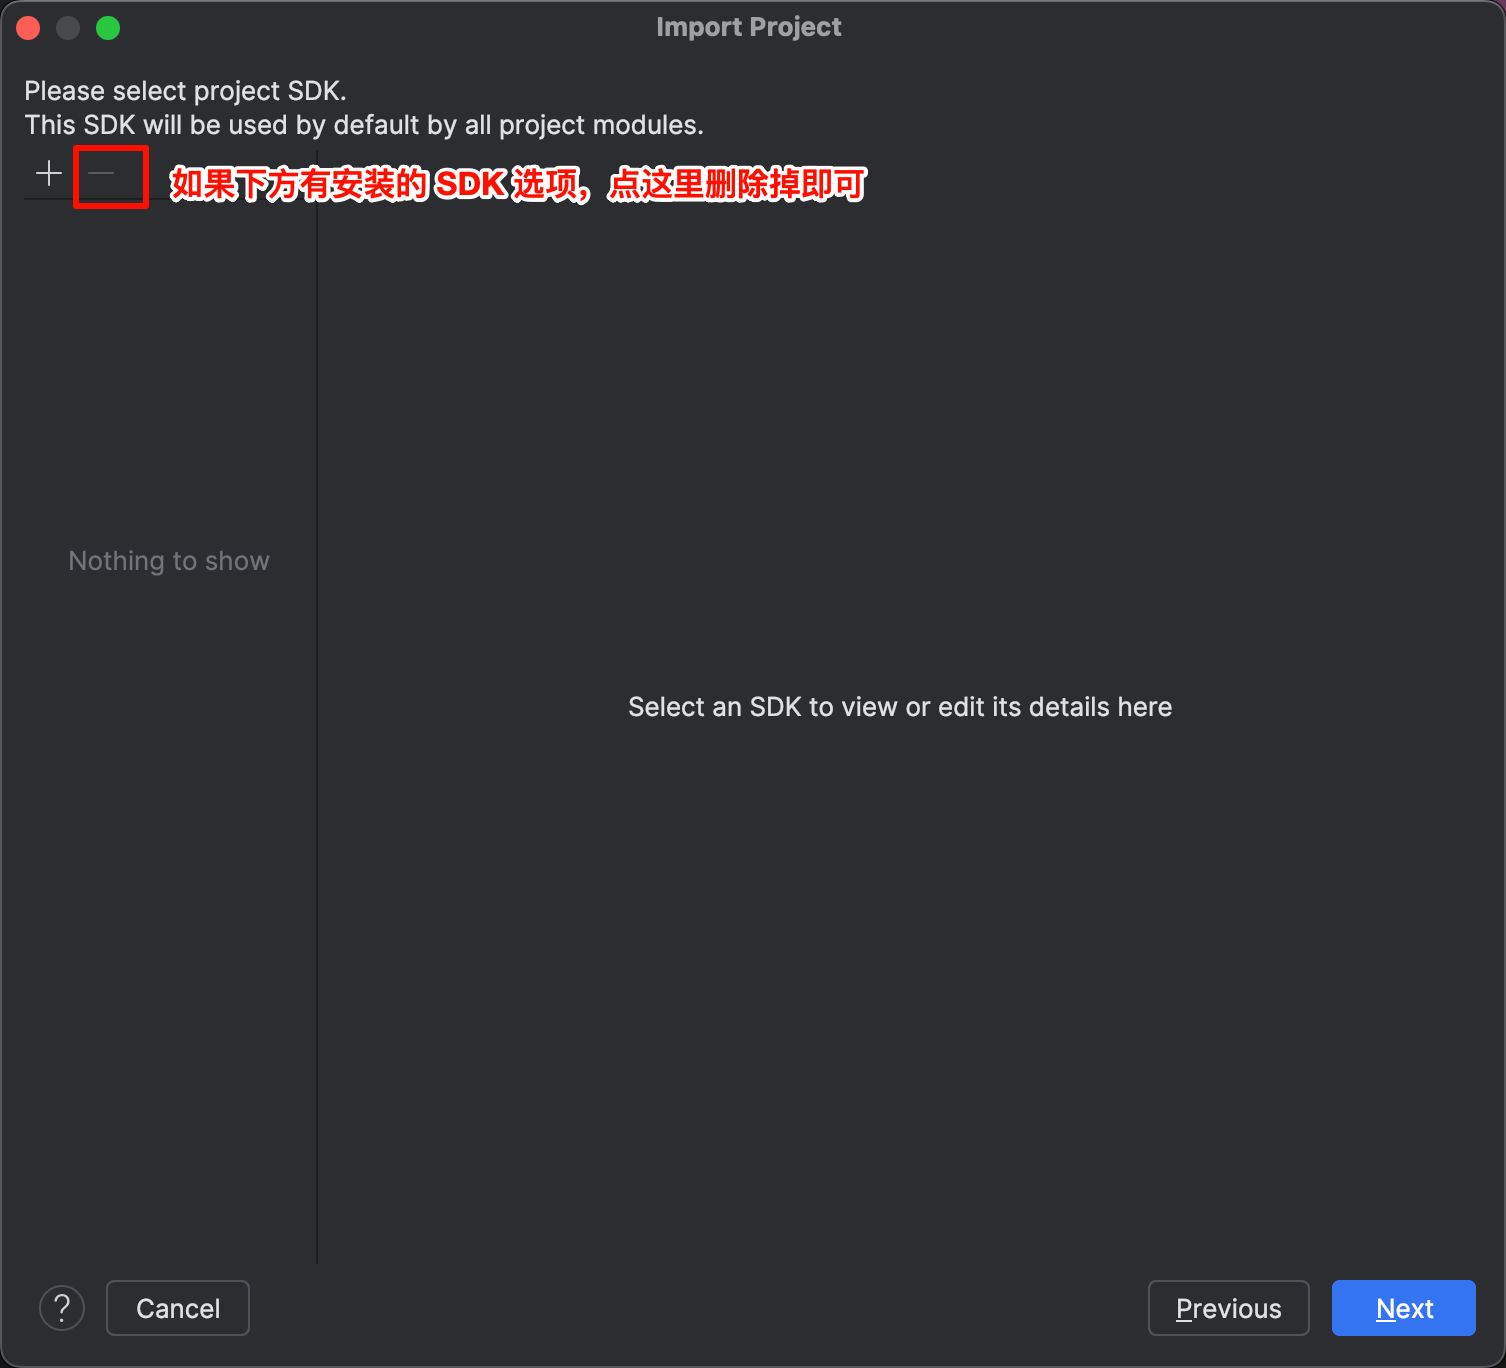 Import Project
Please select project SDK.
This SDK will be used by default by all project modules.
如果下方有安装的 SDK 选项，点这里删除掉即可
Nothing to show
Select an SDK to view or edit its details here
?
Cancel
Previous
Next